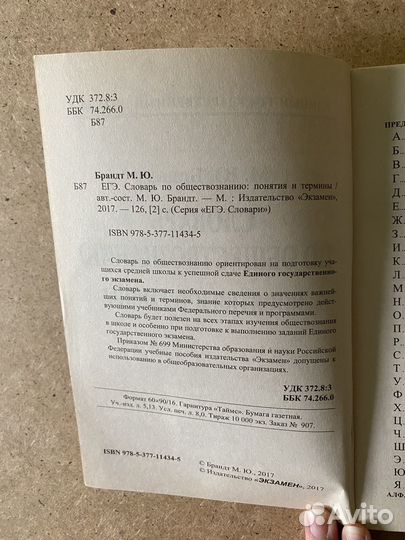 УДК 372.8:3
ББК 74.266.0
Б87
Брандт М. Ю.
Б87 ЕГЭ. Словарь по обществознанию: понятия и термины /
авт.-сост. М. Ю. Брандт. — М. : Издательство «Экзамен»,
2017. — 126, [2] с. (Серия «ЕГЭ. Словари»)
ISBN 978-5-377-11434-5
Словарь по обществознанию ориентирован на подготовку уча-
щихся средней школы к успешной сдаче Единого государственно-
го экзамена.
Словарь включает необходимые сведения о значениях важней-
ших понятий и терминов, знание которых предусмотрено действ-
ующими учебниками Федерального перечня и программами.
Словарь будет полезен на всех этапах изучения обществознания
в школе и особенно при подготовке к выполнению заданий Единого
государственного экзамена.
Приказом № 699 Министерства образования и науки Российской
Федерации учебные пособия издательства «Экзамен» допущены к
использованию в общеобразовательных организациях.
УДК 372.8:3
ББК 74.266.0
Формат 60×90/16. Гарнитура «Таймс». Бумага газетная.
Уч.-изд. л. 5,13. Усл. печ. л. 8,0. Тираж 10 000 экз. Заказ № 907.
ISBN 978-5-377-11434-5
© Брандт М. Ю., 2017
© Издательство «ЭКЗАМЕН», 2017
ПРЕД
А..
Б..
В..
Г..
Д..
Е..
Ж.
З..
И..
К..
Л..
М.
Н..
О..
П..
Р..
С..
Т..
У..
Ф.
Х..
Ц..
Ч..
Ш.
Э..
Ю.
Я..
АЛФ
Avito